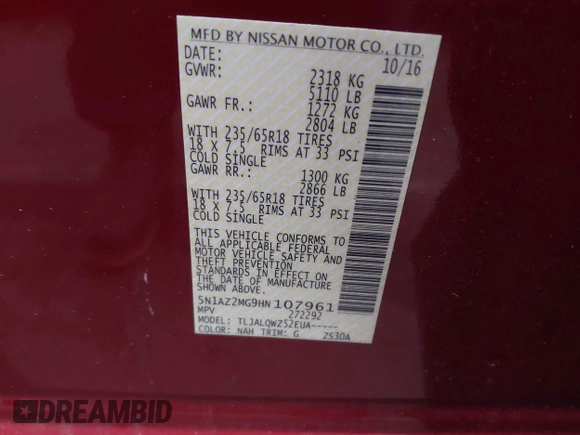 MFD BY NISSAN MOTOR CO., LTD.
DATE: 10/16
GVWR: 2318 KG
5110 LB
GAWR FR.: 1272 KG
2804 LB
WITH 235/65R18 TIRES
18 X 7.5 RIMS AT 33 PSI
COLD SINGLE
GAWR RR.: 1300 KG
2866 LB
WITH 235/65R18 TIRES
18 X 7.5 RIMS AT 33 PSI
COLD SINGLE
THIS VEHICLE CONFORMS TO
ALL APPLICABLE FEDERAL
MOTOR VEHICLE SAFETY AND
THEFT PREVENTION
STANDARDS IN EFFECT ON
THE DATE OF MANUFACTURE
SHOWN ABOVE.
5N1AZ2MG9HN107961
MPV 272292
MODEL: TLJALQWZ52EUA-----
COLOR: NAH TRIM: G 2S30A
DREAMBID